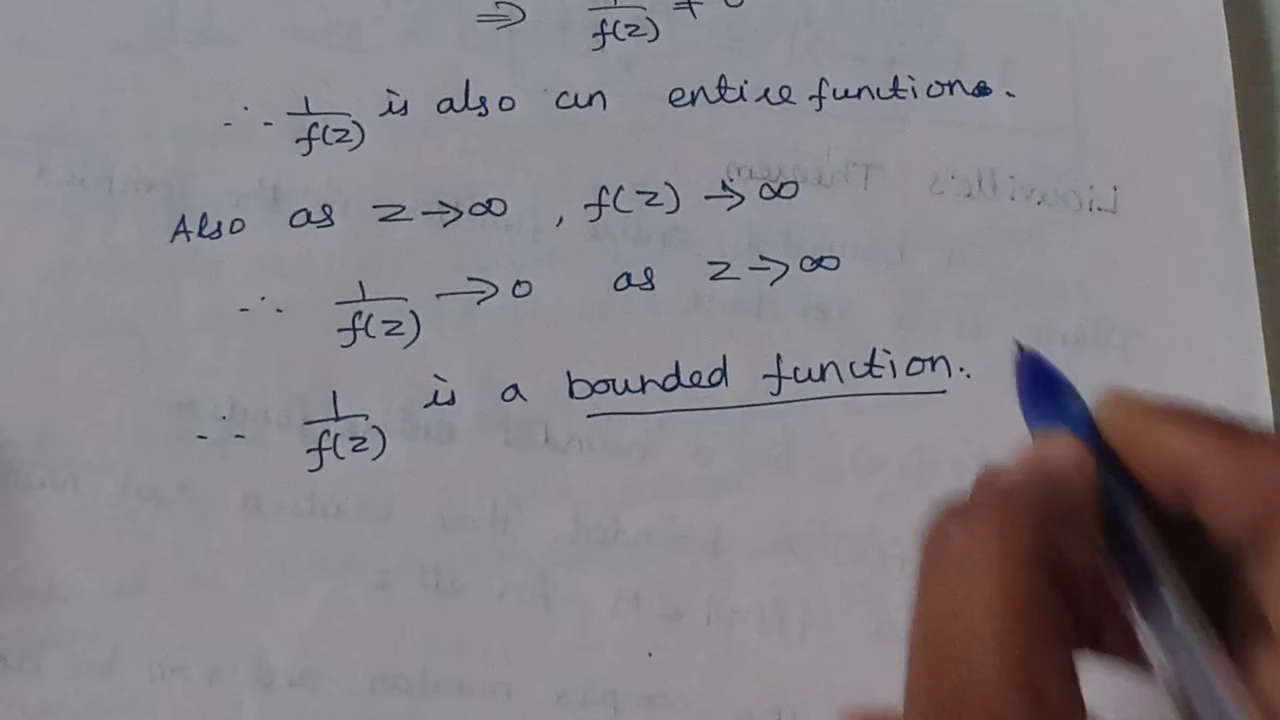 ⇒ 1/f(z) ≠ 0
∴ 1/f(z) is also an entire functions.
Also as z→∞, f(z)→∞
∴ 1/f(z) →0 as z→∞
∴ 1/f(z) is a bounded function.